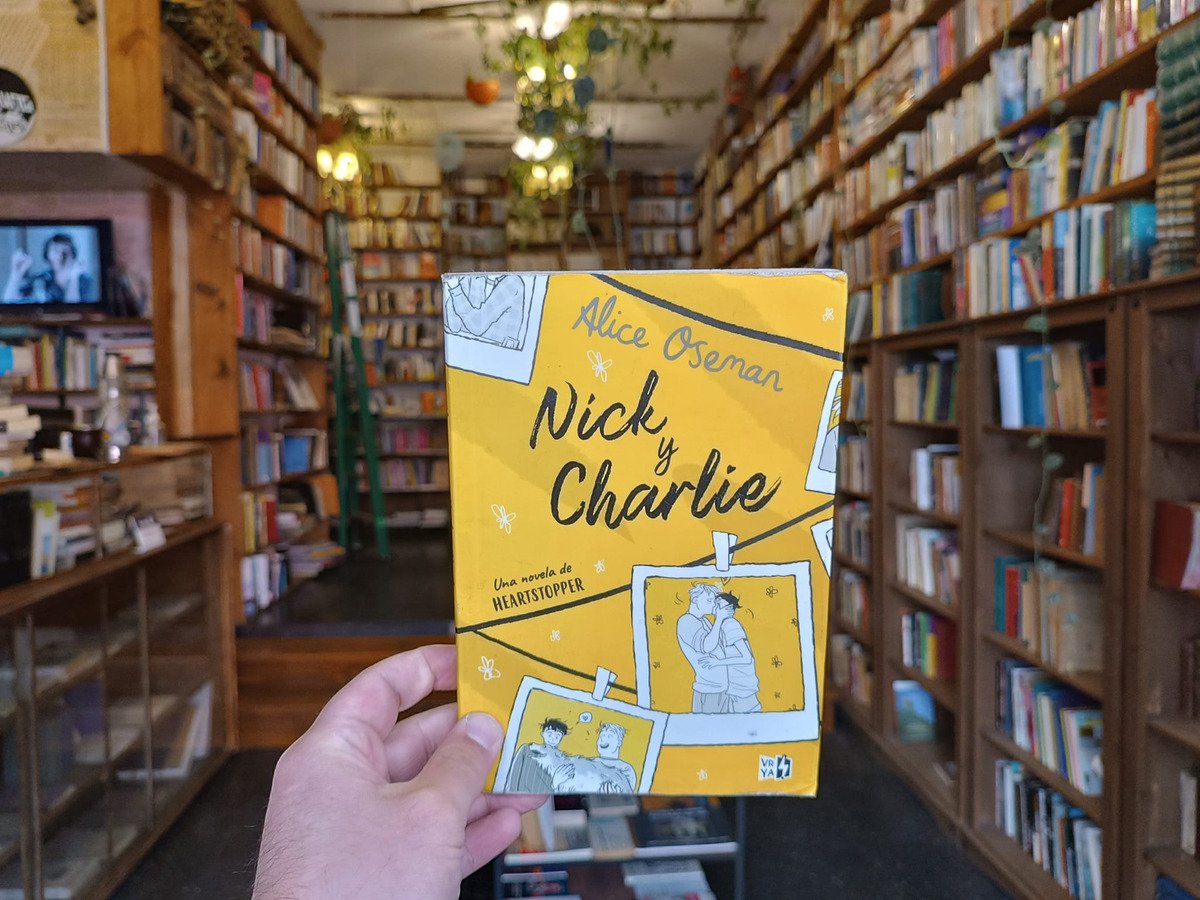 Alice Oseman
Nick
y
Charlie
Una novela de
HEARTSTOPPER
VR
YA